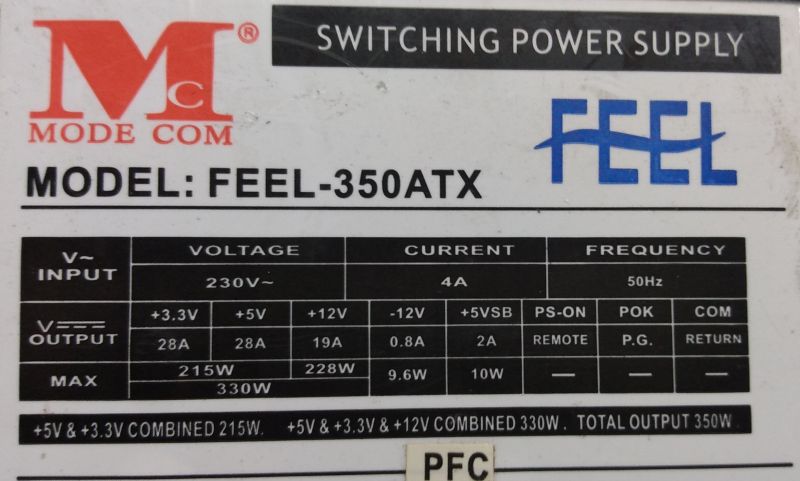 MC®
MODE COM
SWITCHING POWER SUPPLY
FEEL
MODEL: FEEL-350ATX
V~ INPUT VOLTAGE CURRENT FREQUENCY
230V~ 4A 50Hz
V OUTPUT +3.3V +5V +12V -12V +5VSB PS-ON POK COM
28A 28A 19A 0.8A 2A REMOTE P.G. RETURN
MAX 215W 228W 9.6W 10W — — —
330W
+5V & +3.3V COMBINED 215W. +5V & +3.3V & +12V COMBINED 330W . TOTAL OUTPUT 350W.
PFC